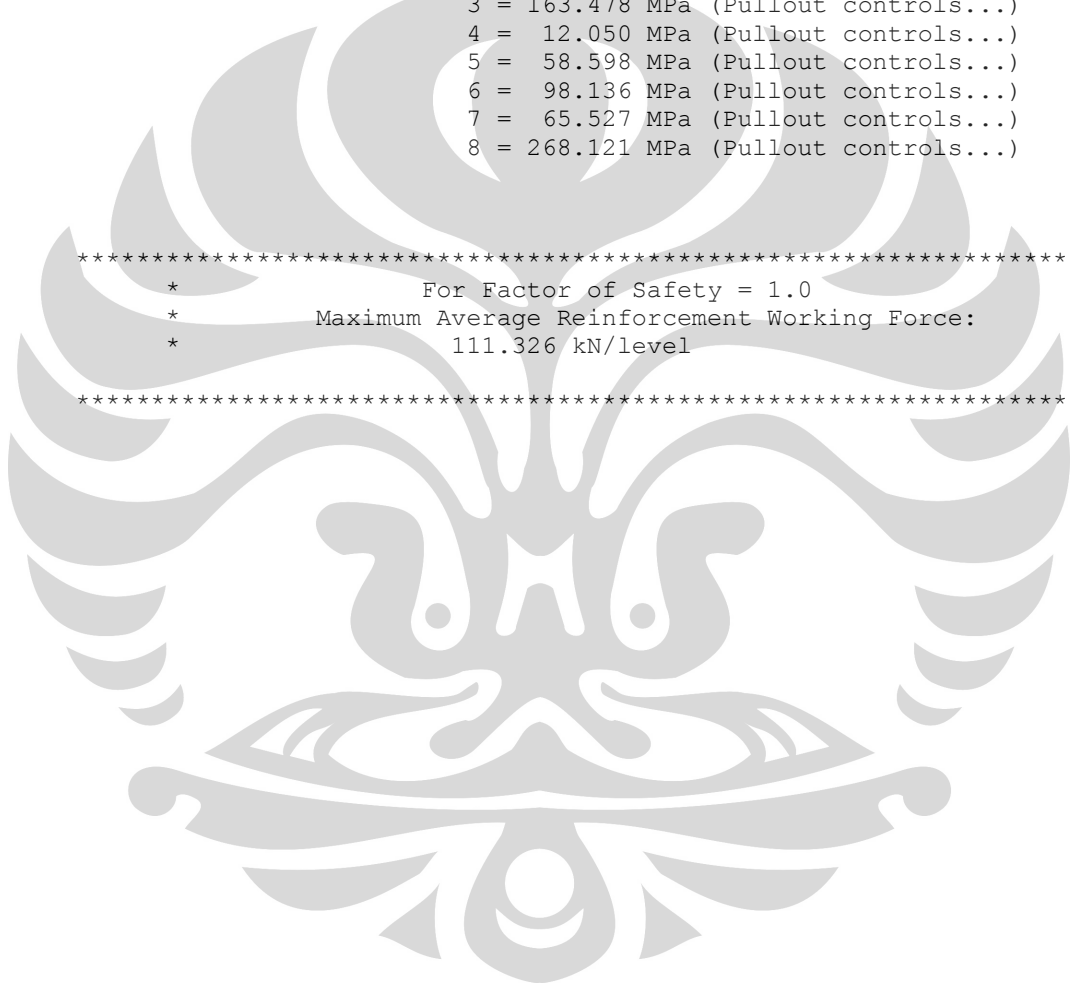 3 = 163.478 MPa (Pullout controls...)
4 = 12.050 MPa (Pullout controls...)
5 = 58.598 MPa (Pullout controls...)
6 = 98.136 MPa (Pullout controls...)
7 = 65.527 MPa (Pullout controls...)
8 = 268.121 MPa (Pullout controls...)
******************************************************************
* For Factor of Safety = 1.0
* Maximum Average Reinforcement Working Force:
* 111.326 kN/level
******************************************************************